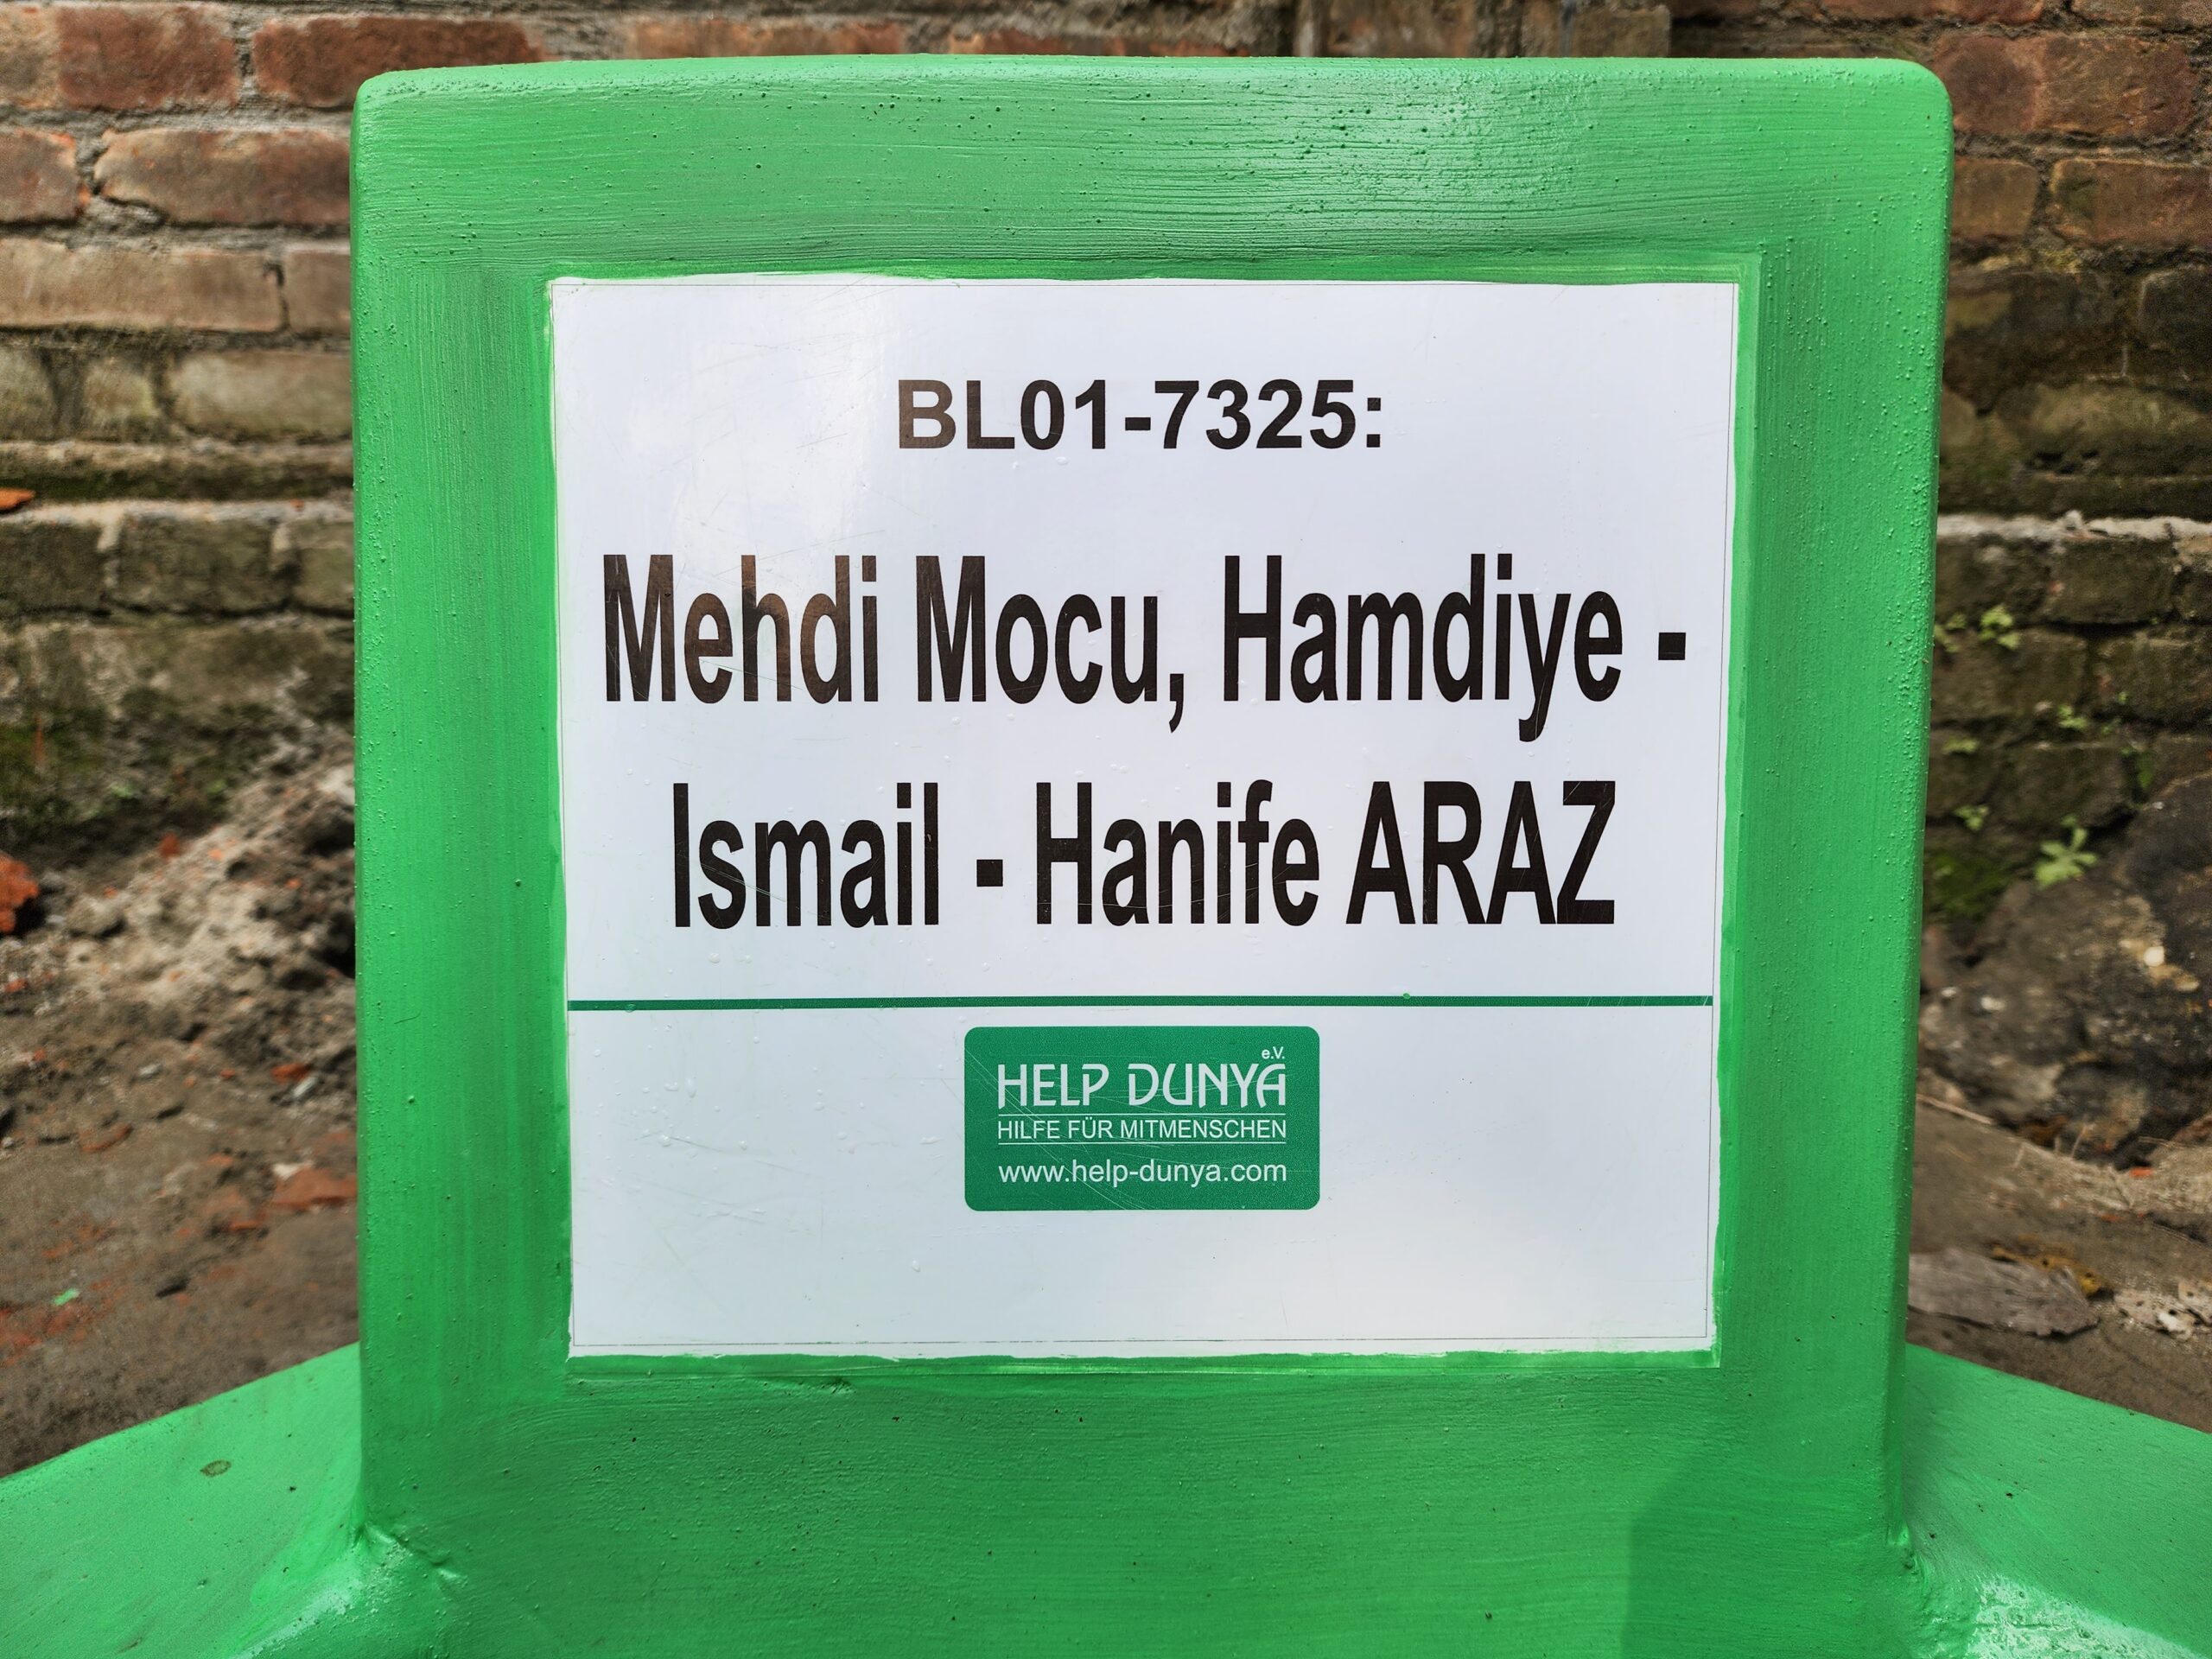 BL01-7325:
Mehdi Mocu, Hamdiye -
Ismail - Hanife ARAZ
e.V.
HELP DUNYA
HILFE FÜR MITMENSCHEN
www.help-dunya.com